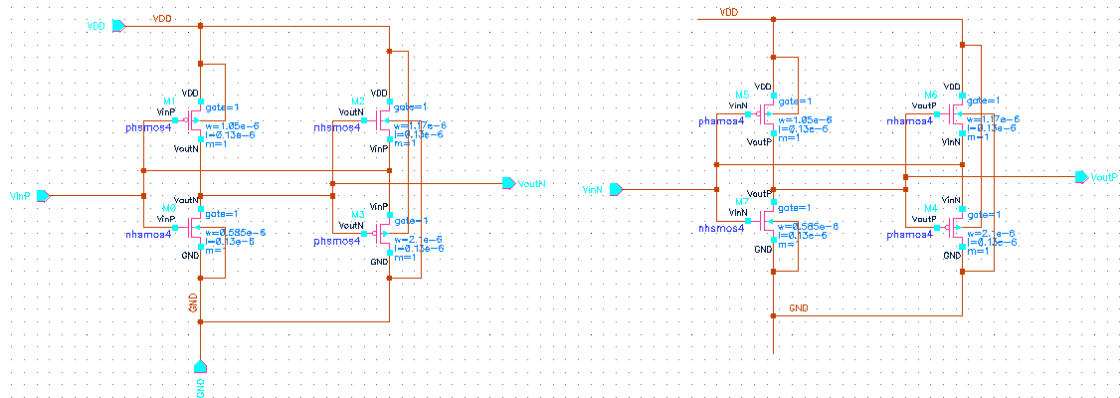 VDD
VDD
VDD
M1
VDD
gate=1
VinP
phsmos4
w=1.05e-6
l=0.13e-6
m=1
VoutN
M2
VDD
gate=1
VoutN
nhsmos4
w=1.17e-6
l=0.13e-6
m=1
VinP
M5
VDD
gate=1
VinN
phsmos4
w=1.05e-6
l=0.13e-6
m=1
VoutP
M6
VDD
gate=1
VoutP
nhsmos4
w=1.17e-6
l=0.13e-6
m=1
VinN
VinP
VoutN
VinN
VoutP
M0
VoutN
gate=1
VinP
nhsmos4
w=0.585e-6
l=0.13e-6
m=1
GND
M3
VinP
gate=1
VoutN
phsmos4
w=2.1e-6
l=0.13e-6
m=1
GND
M7
VoutP
gate=1
VinN
nhsmos4
w=0.585e-6
l=0.13e-6
m=1
GND
M4
VinN
gate=1
VoutP
phsmos4
l=0.13e-6
m=1
GND
GND
GND
GND